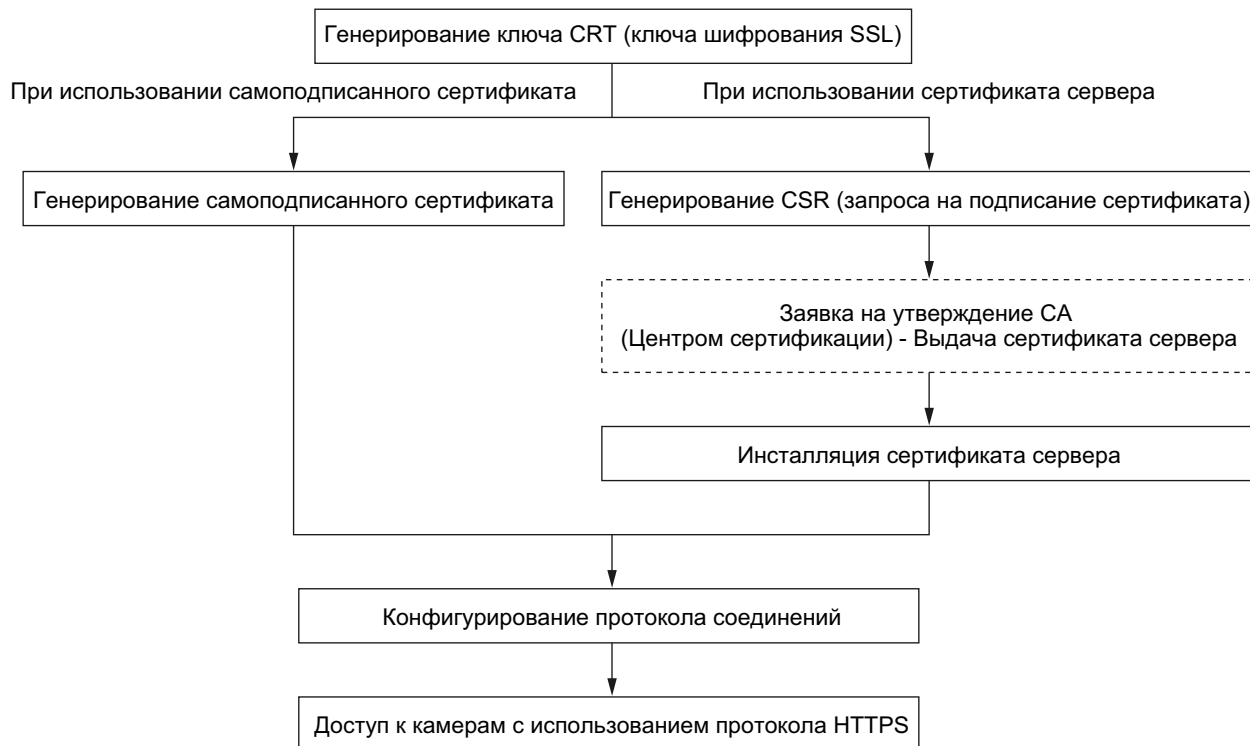 Генерирование ключа CRT (ключа шифрования SSL)
При использовании самоподписанного сертификата
При использовании сертификата сервера
Генерирование самоподписанного сертификата
Генерирование CSR (запроса на подписание сертификата)
Заявка на утверждение CA
(Центром сертификации) - Выдача сертификата сервера
Инсталляция сертификата сервера
Конфигурирование протокола соединений
Доступ к камерам с использованием протокола HTTPS